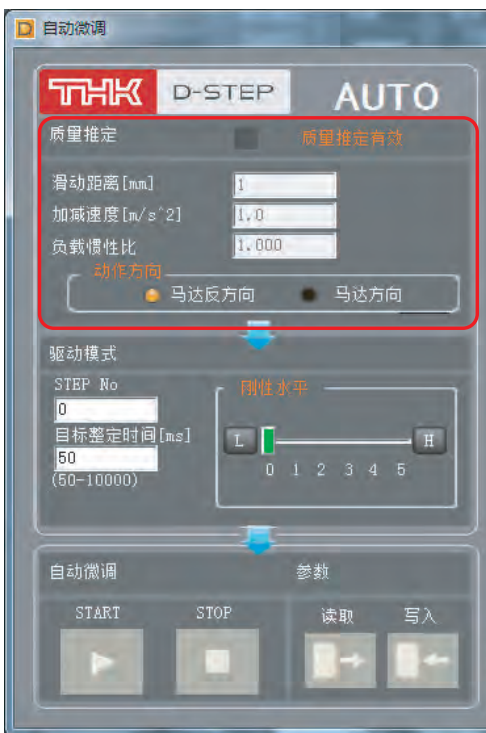 自动微调
THK D-STEP AUTO
质量推定 质量推定有效
滑动距离[mm] 1
加减速度[m/s^2] 1.0
负载惯性比 1.000
动作方向
马达反方向 马达方向
驱动模式
STEP No
0
目标整定时间[ms]
50
(50-10000)
刚性水平
L H
0 1 2 3 4 5
自动微调 参数
START STOP 读取 写入